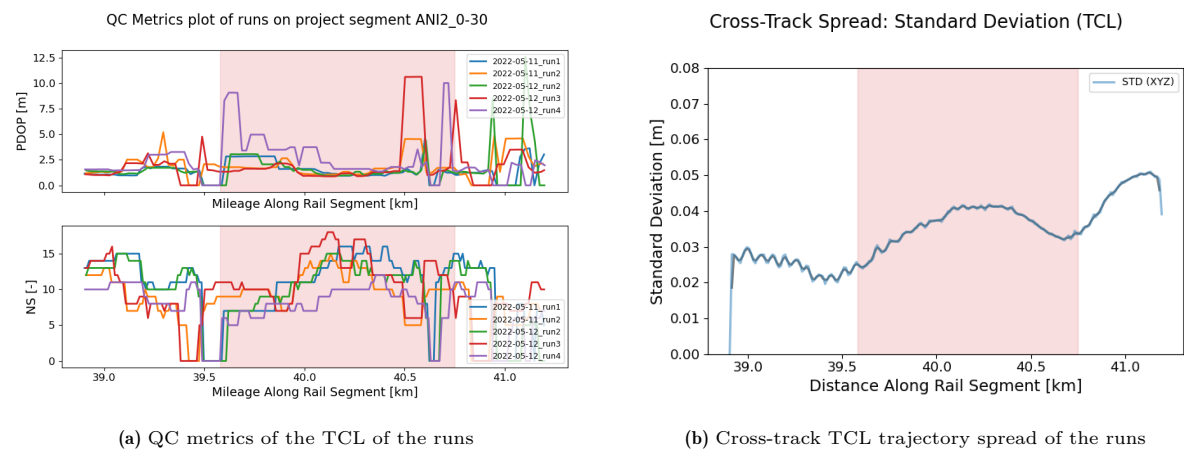 QC Metrics plot of runs on project segment ANI2_0-30
PDOP [m]
12.5
10.0
7.5
5.0
2.5
0.0
2022-05-11_run1
2022-05-11_run2
2022-05-12_run2
2022-05-12_run3
2022-05-12_run4
Mileage Along Rail Segment [km]
NS [-]
15
10
5
0
2022-05-11_run1
2022-05-11_run2
2022-05-12_run2
2022-05-12_run3
2022-05-12_run4
39.0 39.5 40.0 40.5 41.0
Mileage Along Rail Segment [km]
(a) QC metrics of the TCL of the runs
Cross-Track Spread: Standard Deviation (TCL)
Standard Deviation [m]
0.08
0.07
0.06
0.05
0.04
0.03
0.02
0.01
0.00
STD (XYZ)
39.0 39.5 40.0 40.5 41.0
Distance Along Rail Segment [km]
(b) Cross-track TCL trajectory spread of the runs